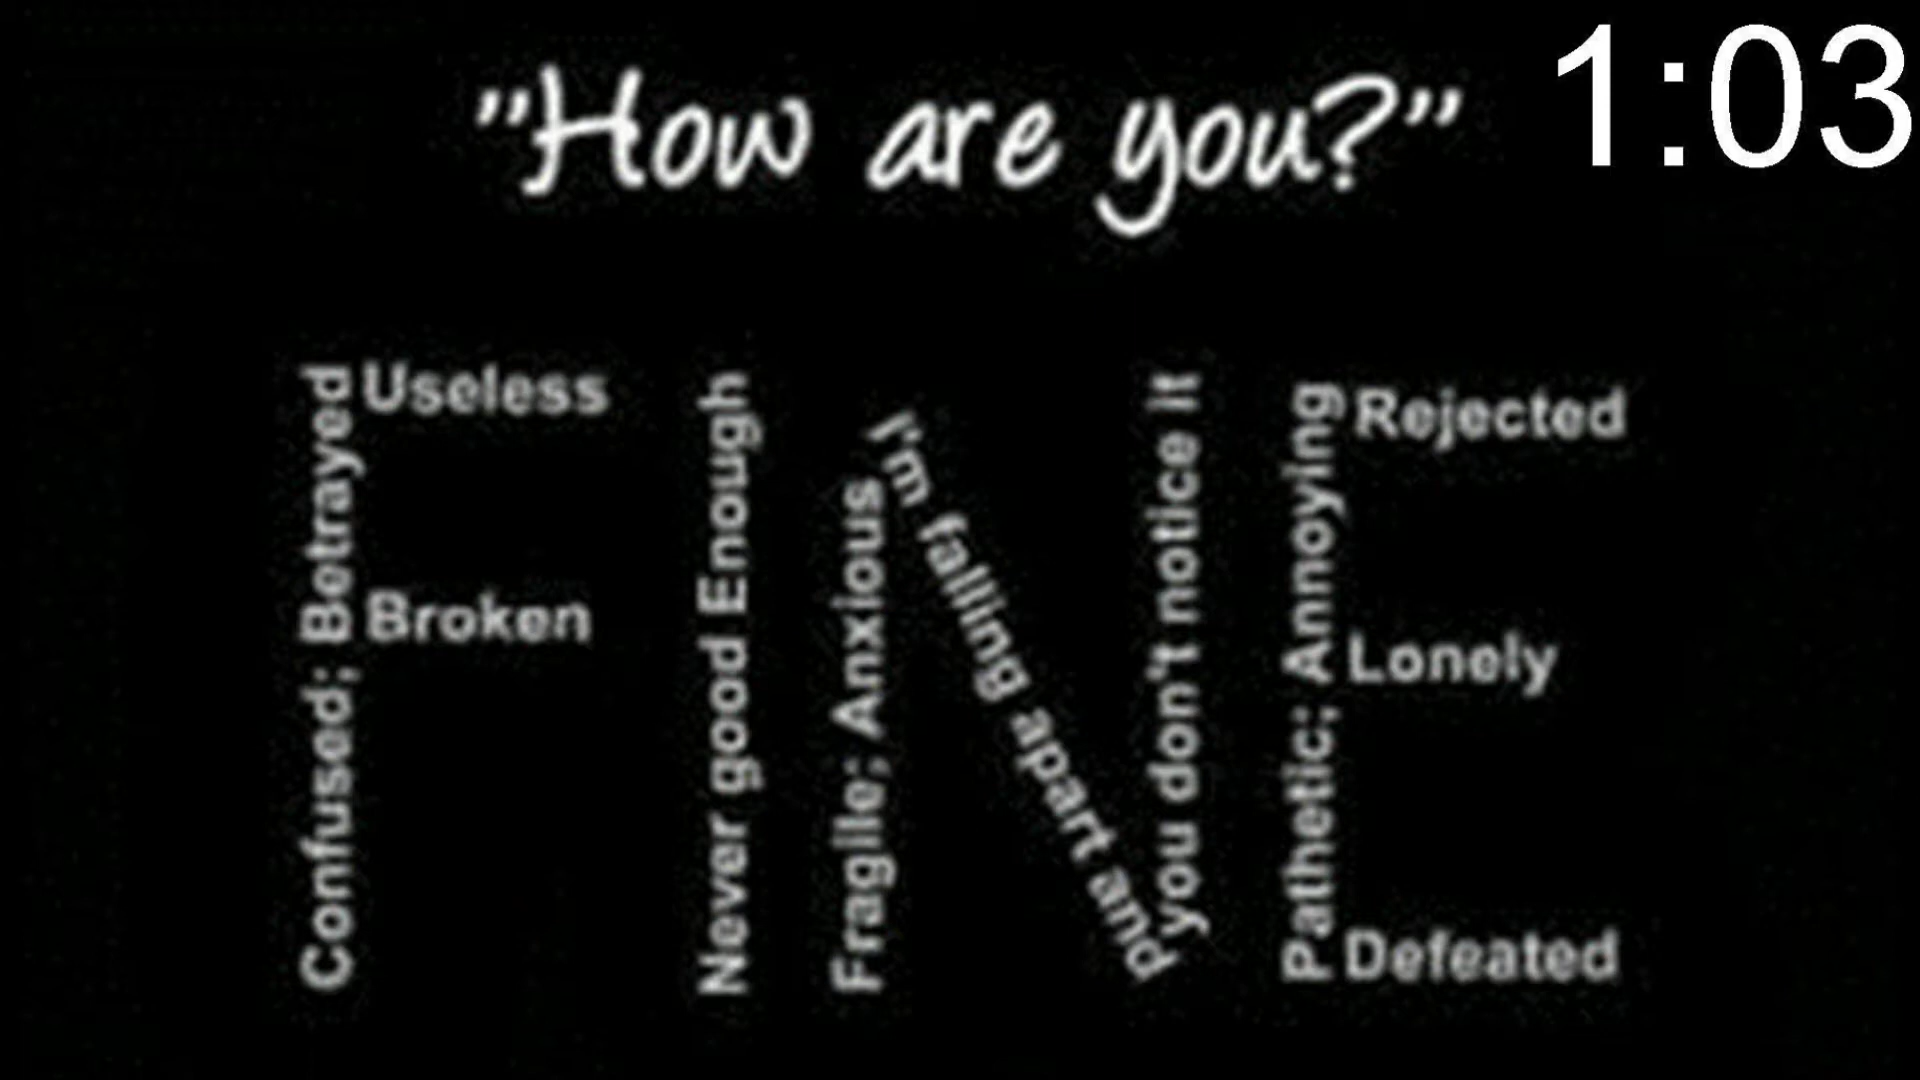 "How are you?"
1:03
Confused; Betrayed
Useless
Broken
Never good Enough
Fragile; Anxious
I'm falling apart and
you don't notice it
Pathetic; Annoying
Rejected
Lonely
Defeated